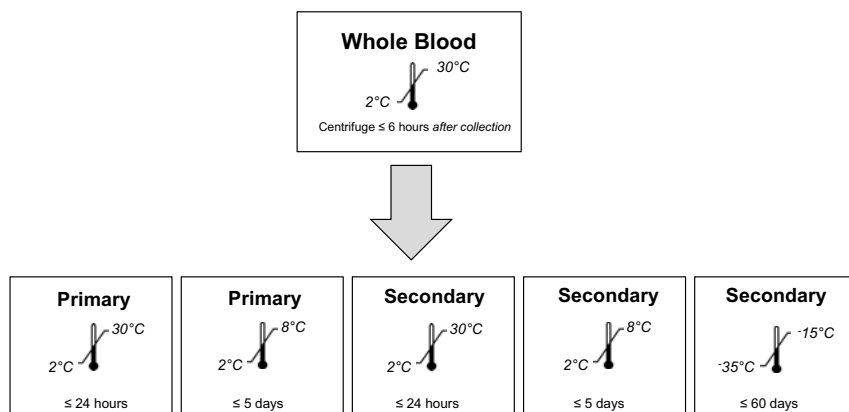 Whole Blood
30°C
2°C
Centrifuge ≤ 6 hours after collection
Primary
30°C
2°C
≤ 24 hours
Primary
8°C
2°C
≤ 5 days
Secondary
30°C
2°C
≤ 24 hours
Secondary
8°C
2°C
≤ 5 days
Secondary
-15°C
-35°C
≤ 60 days